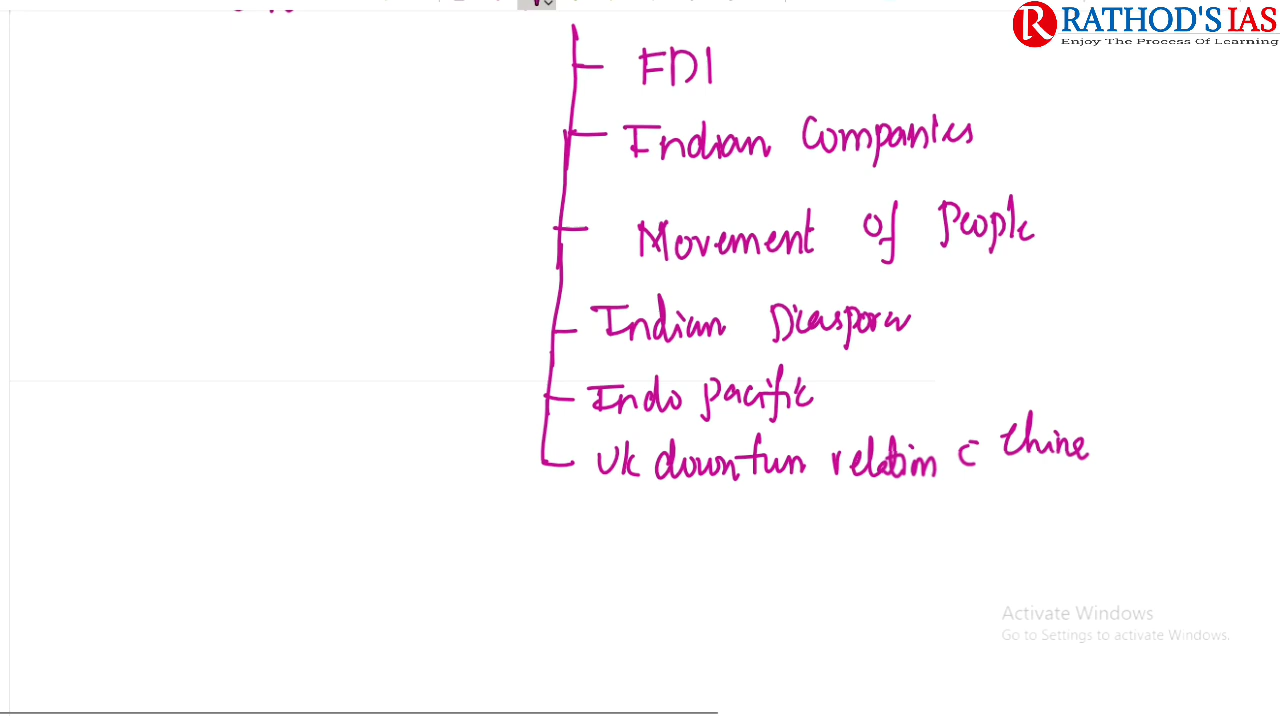 RATHOD'S IAS
Enjoy The Process Of Learning
FDI
Indian Companies
Movement of People
Indian Diaspora
Indo pacific
Uk downturn relation c China
Activate Windows
Go to Settings to activate Windows.